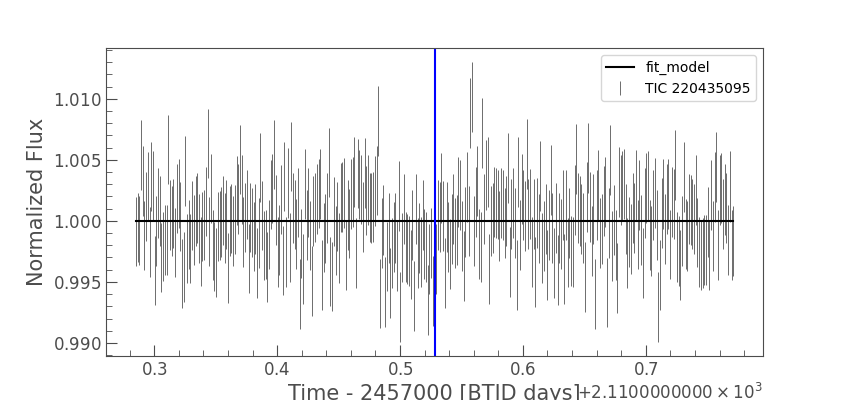 fit_model
TIC 220435095
1.010
1.005
1.000
0.995
0.990
Normalized Flux
0.3 0.4 0.5 0.6 0.7
Time - 2457000 [BTJD days]
+2.1100000000 × 10³